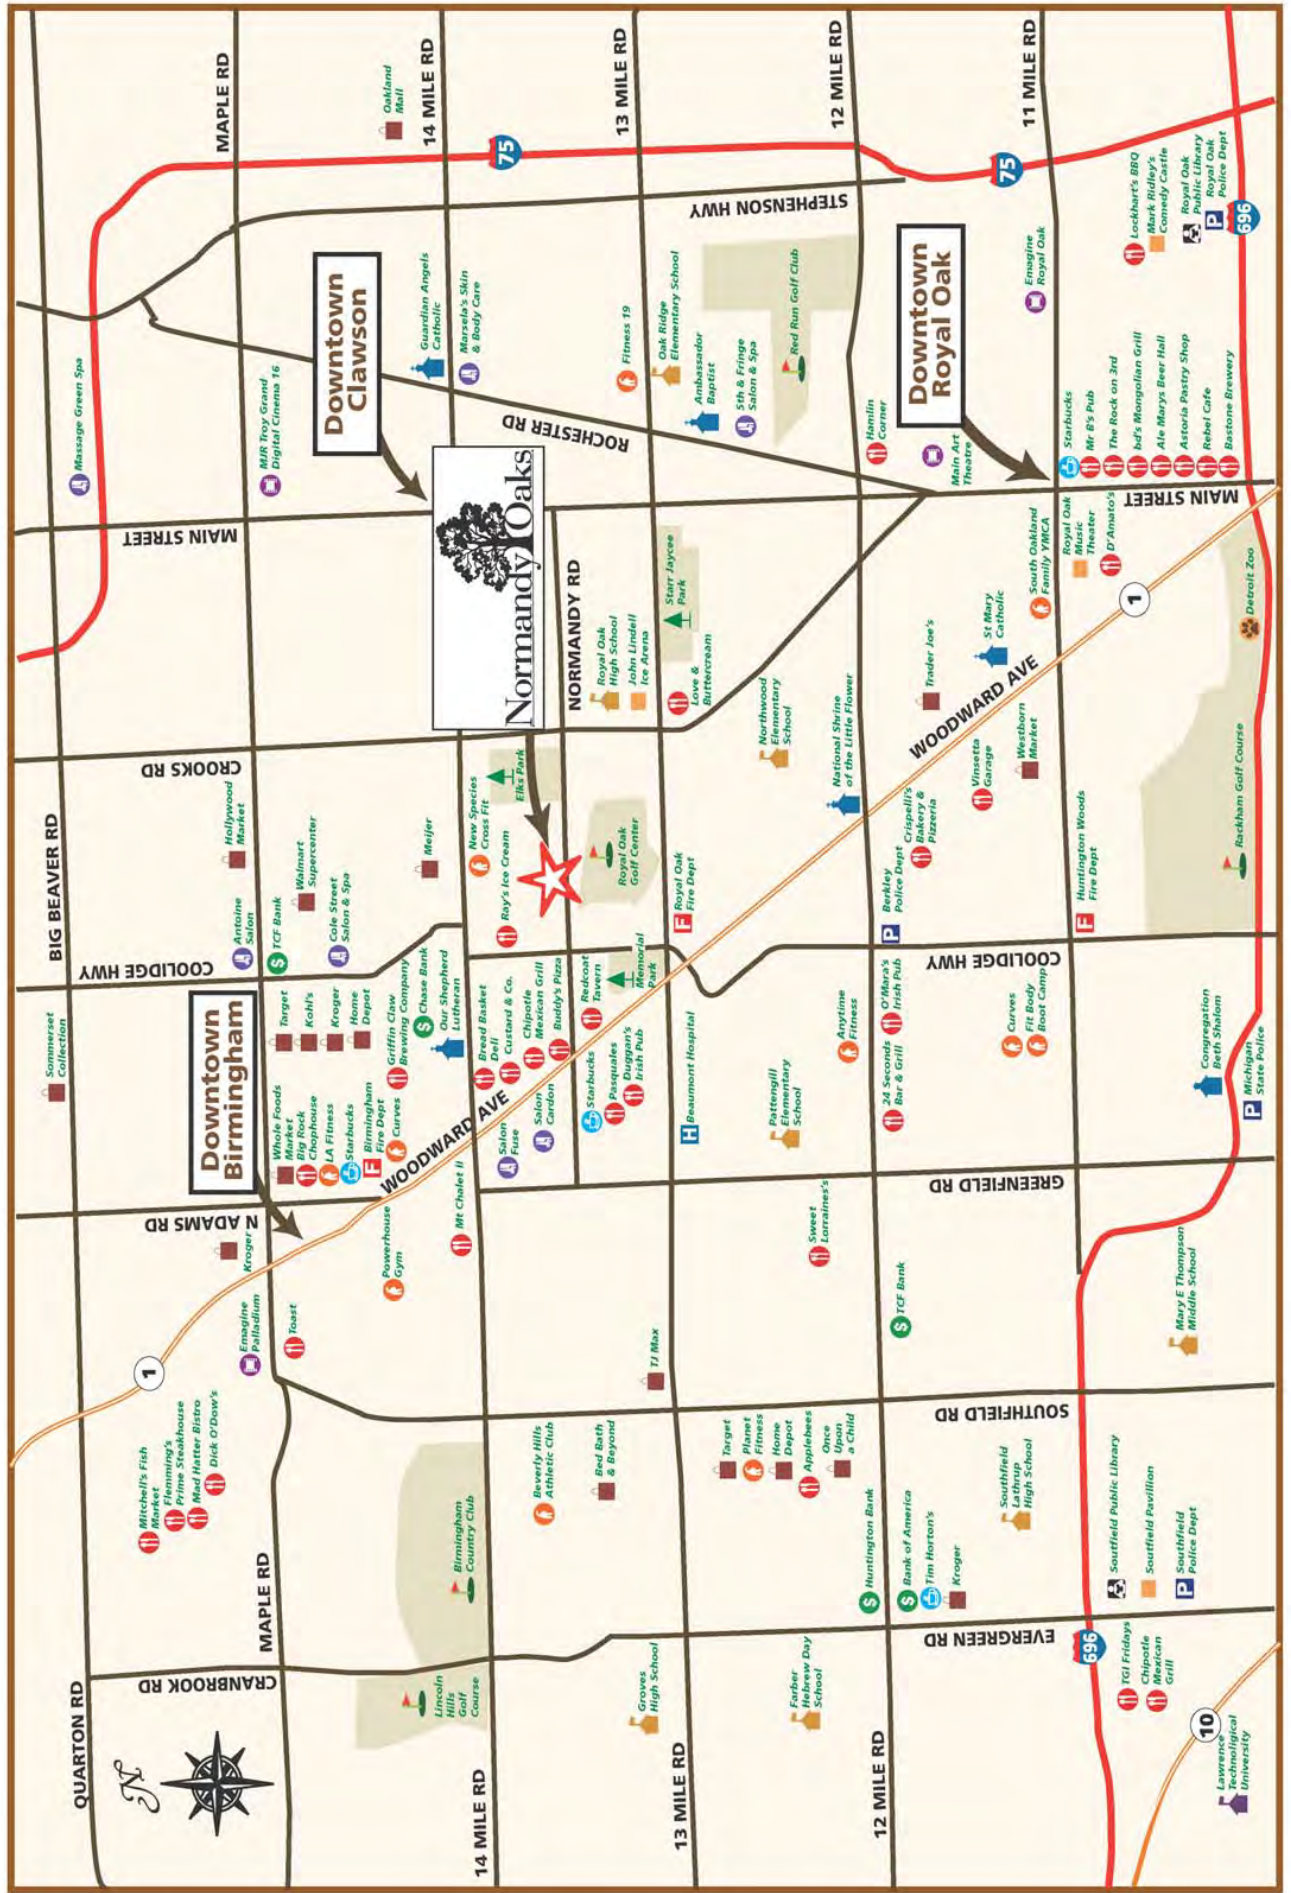 QUARTON RD
BIG BEAVER RD
Sommerset
Collection
Massage Green Spa
N
Mitchell's Fish
Market
Flemming's
Prime Steakhouse
Mad Hatter Bistro
Dick O'Dow's
1
CRANBROOK RD
N ADAMS RD
COOLIDGE HWY
CROOKS RD
MAIN STREET
Kroger
Emagine
Palladium
Downtown
Birmingham
Antoine
Salon
Hollywood
Market
MAPLE RD
MAPLE RD
MJR Troy Grand
Digital Cinema 16
Toast
Whole Foods
Market
Big Rock
Chophouse
LA Fitness
Starbucks
Birmingham
Fire Dept
Curves
Target
Kohl's
Kroger
Home
Depot
Griffin Claw
Brewing Company
Chase Bank
Our Shepherd
Lutheran
TCF Bank
Walmart
Supercenter
Cole Street
Salon & Spa
Meijer
Downtown
Clawson
Guardian Angels
Catholic
Oakland
Mall
Powerhouse
Gym
WOODWARD AVE
Mt Chalet II
Lincoln
Hills
Golf
Course
Birmingham
Country Club
14 MILE RD
14 MILE RD
Marsela's Skin
& Body Care
75
Normandy Oaks
ROCHESTER RD
Bread Basket
Deli
Custard & Co.
Chipotle
Mexican Grill
Buddy's Pizza
Salon
Fuse
Salon
Cardon
New Species
Cross Fit
Ray's Ice Cream
Elks Park
Beverly Hills
Athletic Club
Bed Bath
& Beyond
NORMANDY RD
Starbucks
Pasquales
Duggan's
Irish Pub
Redcoat
Tavern
Memorial
Park
Royal Oak
Golf Center
Royal Oak
High School
John Lindell
Ice Arena
Fitness 19
Groves
High School
TJ Max
13 MILE RD
13 MILE RD
Beaumont Hospital
Royal Oak
Fire Dept
Love &
Buttercream
Starr Jaycee
Park
Oak Ridge
Elementary School
Ambassador
Baptist
5th & Fringe
Salon & Spa
STEPHENSON HWY
Red Run Golf Club
Target
Planet
Fitness
Home
Depot
Applebees
Once
Upon
a Child
Farber
Hebrew Day
School
Pattengill
Elementary
School
Sweet
Lorraines's
Anytime
Fitness
Northwood
Elementary
School
National Shrine
of the Little Flower
12 MILE RD
12 MILE RD
Huntington Bank
Bank of America
Tim Horton's
Kroger
TCF Bank
24 Seconds
Bar & Grill
O'Mara's
Irish Pub
Berkley
Police Dept
Crispelli's
Bakery &
Pizzeria
Trader Joe's
WOODWARD AVE
Hamlin
Corner
Main Art
Theatre
Downtown
Royal Oak
EVERGREEN RD
SOUTHFIELD RD
GREENFIELD RD
COOLIDGE HWY
Southfield
Lathrup
High School
Curves
Fit Body
Boot Camp
Vinsetta
Garage
Westborn
Market
St Mary
Catholic
South Oakland
Family YMCA
Emagine
Royal Oak
75
11 MILE RD
Huntington Woods
Fire Dept
Royal Oak
Music
Theater
D'Amato's
Starbucks
Mr B's Pub
The Rock on 3rd
bd's Mongolian Grill
Ale Marys Beer Hall
Astoria Pastry Shop
Rebel Cafe
Bastone Brewery
MAIN STREET
1
Lockhart's BBQ
Mark Ridley's
Comedy Castle
Royal Oak
Public Library
Royal Oak
Police Dept
696
696
TGI Fridays
Chipotle
Mexican
Grill
Soutfield Public Library
Soutfield Pavillion
Southfield
Police Dept
Mary E Thompson
Middle School
Congregation
Beth Shalom
Michigan
State Police
Rackham Golf Course
Detroit Zoo
10
Lawrence
Technoligical
University